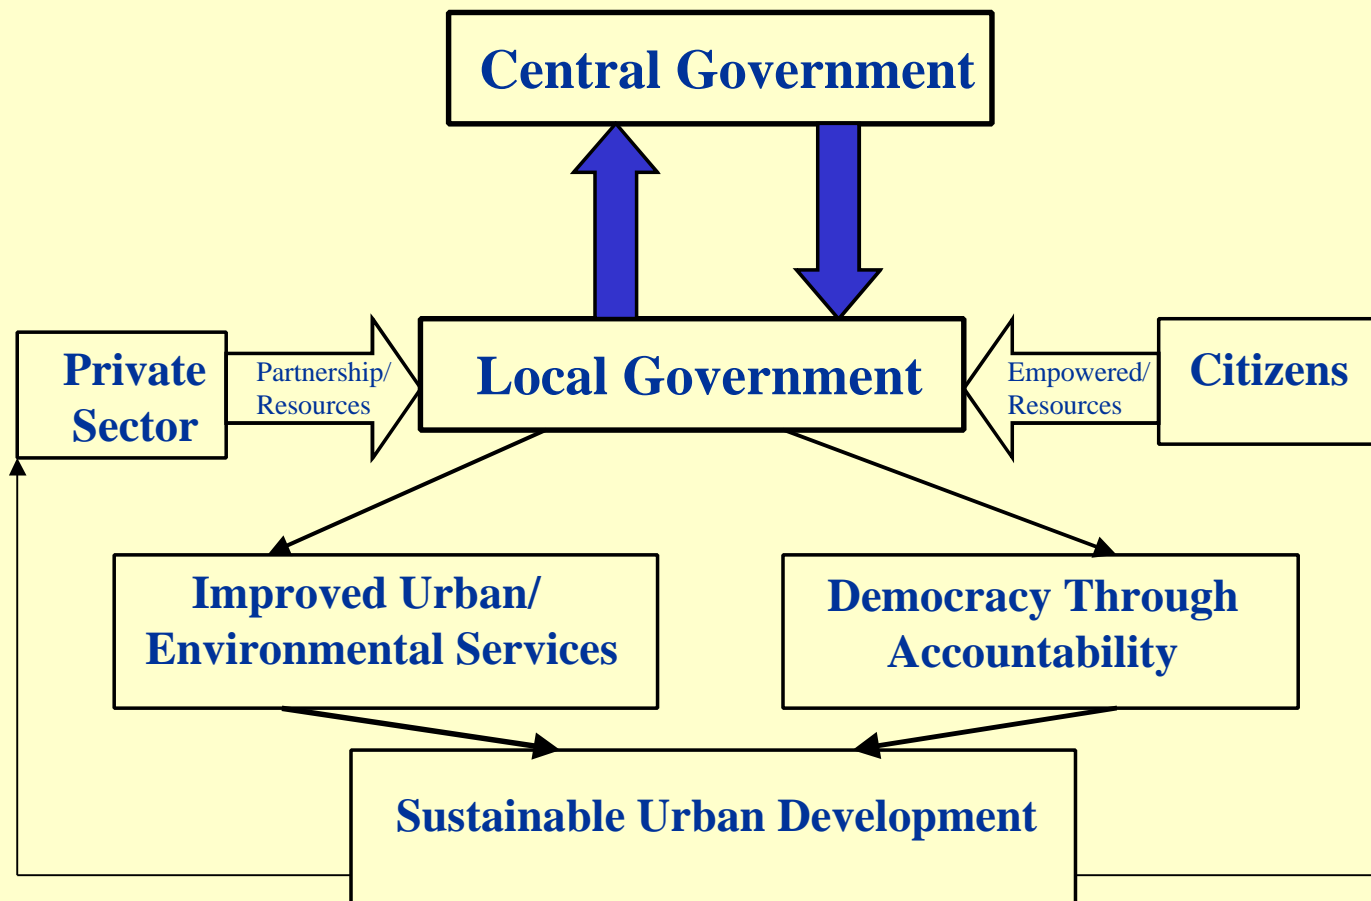 Central Government
Private
Sector
Partnership/
Resources
Local Government
Empowered/
Resources
Citizens
Improved Urban/
Environmental Services
Democracy Through
Accountability
Sustainable Urban Development